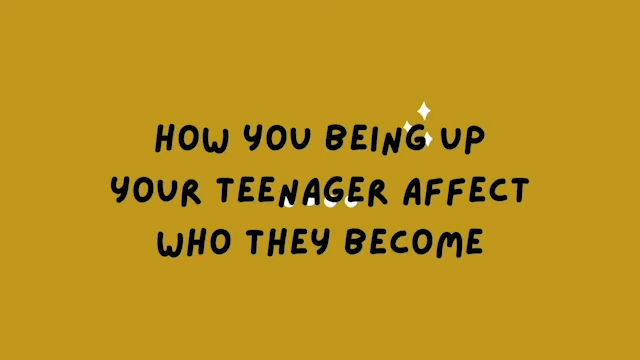 HOW YOU BEING UP
YOUR TEENAGER AFFECT
WHO THEY BECOME